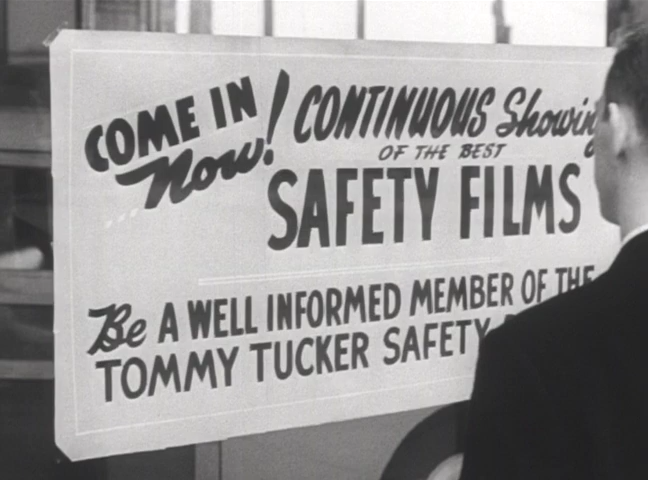 COME IN
Now!
CONTINUOUS Showing
OF THE BEST
SAFETY FILMS
Be A WELL INFORMED MEMBER OF THE
TOMMY TUCKER SAFETY